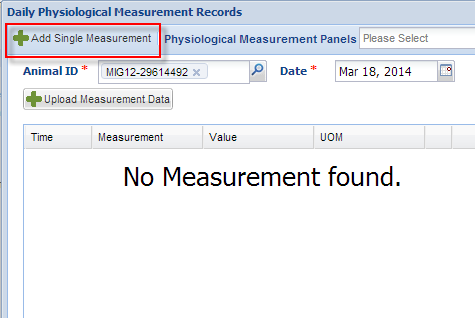 Daily Physiological Measurement Records
Add Single Measurement Physiological Measurement Panels Please Select
Animal ID * MIG12-29614492 × Date * Mar 18, 2014
Upload Measurement Data
Time Measurement Value UOM
No Measurement found.